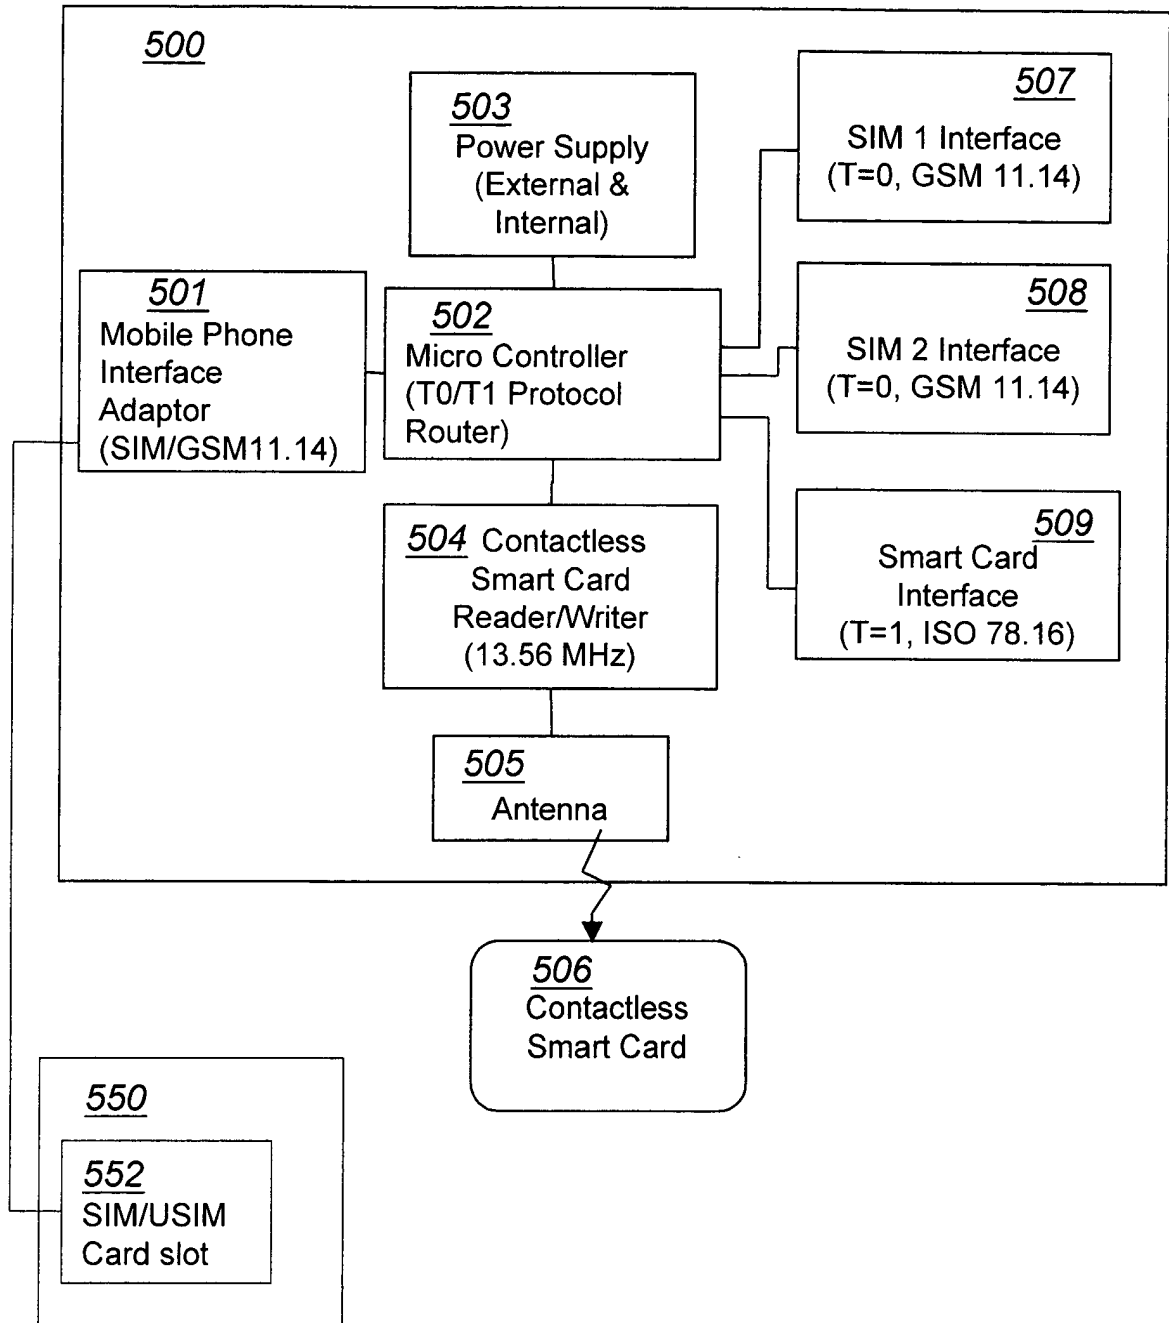 500
503
Power Supply
(External &
Internal)
507
SIM 1 Interface
(T=0, GSM 11.14)
501
Mobile Phone
Interface
Adaptor
(SIM/GSM11.14)
502
Micro Controller
(T0/T1 Protocol
Router)
508
SIM 2 Interface
(T=0, GSM 11.14)
504 Contactless
Smart Card
Reader/Writer
(13.56 MHz)
509
Smart Card
Interface
(T=1, ISO 78.16)
505
Antenna
506
Contactless
Smart Card
550
552
SIM/USIM
Card slot